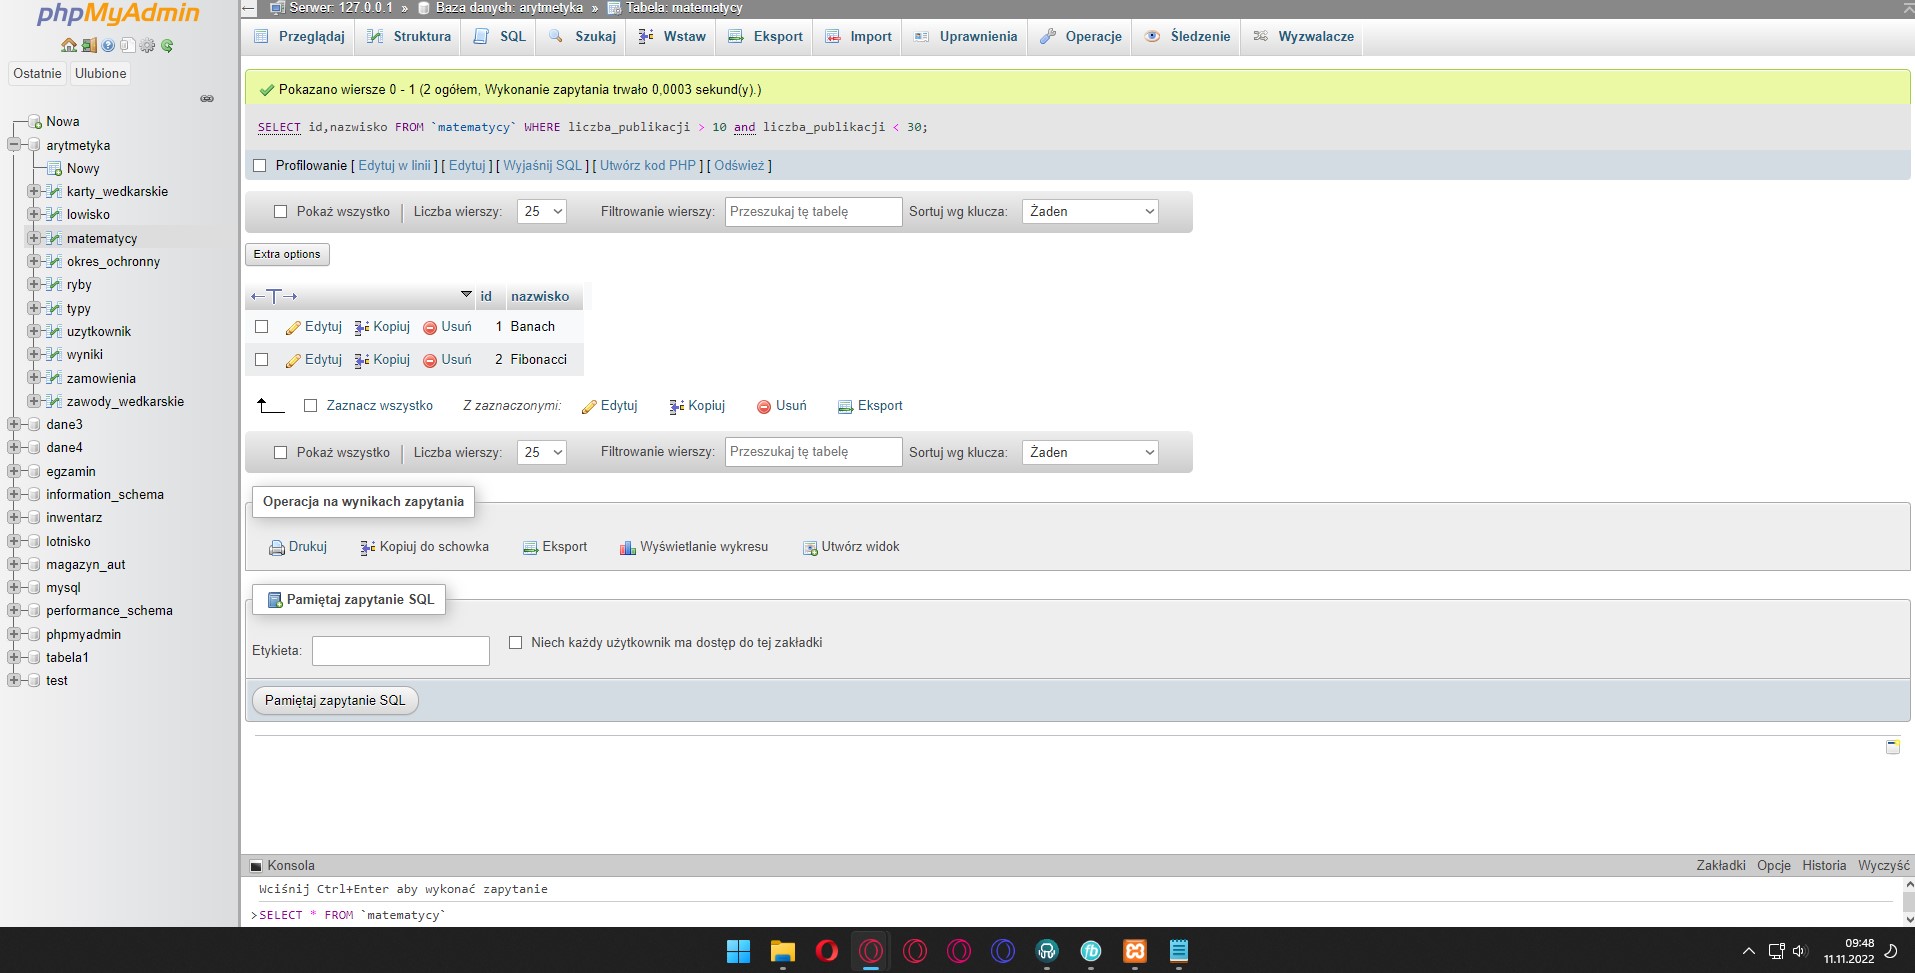 phpMyAdmin
Ostatnie Ulubione
Nowa
arytmetyka
Nowy
karty_wedkarskie
lowisko
matematycy
okres_ochronny
ryby
typy
uzytkownik
wyniki
zamowienia
zawody_wedkarskie
dane3
dane4
egzamin
information_schema
inwentarz
lotnisko
magazyn_aut
mysql
performance_schema
phpmyadmin
tabela1
test
Serwer: 127.0.0.1 » Baza danych: arytmetyka » Tabela: matematycy
Przeglądaj Struktura SQL Szukaj Wstaw Eksport Import Uprawnienia Operacje Śledzenie Wyzwalacze
Pokazano wiersze 0 - 1 (2 ogółem, Wykonanie zapytania trwało 0,0003 sekund(y).)
SELECT id,nazwisko FROM `matematycy` WHERE liczba_publikacji > 10 and liczba_publikacji < 30;
Profilowanie [ Edytuj w linii ] [ Edytuj ] [ Wyjaśnij SQL ] [ Utwórz kod PHP ] [ Odśwież ]
Pokaż wszystko | Liczba wierszy: 25 Filtrowanie wierszy: Przeszukaj tę tabelę Sortuj wg klucza: Żaden
Extra options
←T→ id nazwisko
Edytuj Kopiuj Usuń 1 Banach
Edytuj Kopiuj Usuń 2 Fibonacci
Zaznacz wszystko Z zaznaczonymi: Edytuj Kopiuj Usuń Eksport
Pokaż wszystko | Liczba wierszy: 25 Filtrowanie wierszy: Przeszukaj tę tabelę Sortuj wg klucza: Żaden
Operacja na wynikach zapytania
Drukuj Kopiuj do schowka Eksport Wyświetlanie wykresu Utwórz widok
Pamiętaj zapytanie SQL
Etykieta: Niech każdy użytkownik ma dostęp do tej zakładki
Pamiętaj zapytanie SQL
Konsola Zakładki Opcje Historia Wyczyść
Wciśnij Ctrl+Enter aby wykonać zapytanie
>SELECT * FROM `matematycy`
fb
09:48
11.11.2022